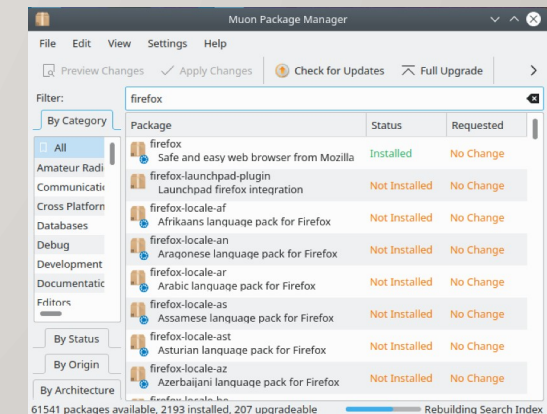 Muon Package Manager
File Edit View Settings Help
Preview Changes Apply Changes Check for Updates Full Upgrade
Filter: firefox
By Category
All
Amateur Radi
Communicatic
Cross Platforn
Databases
Debug
Development
Documentatic
Editors
By Status
By Origin
By Architecture
Package Status Requested
firefox
Safe and easy web browser from Mozilla Installed No Change
firefox-launchpad-plugin
Launchpad firefox integration Not Installed No Change
firefox-locale-af
Afrikaans language pack for Firefox Not Installed No Change
firefox-locale-an
Aragonese language pack for Firefox Not Installed No Change
firefox-locale-ar
Arabic language pack for Firefox Not Installed No Change
firefox-locale-as
Assamese language pack for Firefox Not Installed No Change
firefox-locale-ast
Asturian language pack for Firefox Not Installed No Change
firefox-locale-az
Azerbaijani language pack for Firefox Not Installed No Change
firefox-locale-be
61541 packages available, 2193 installed, 207 upgradeable Rebuilding Search Index